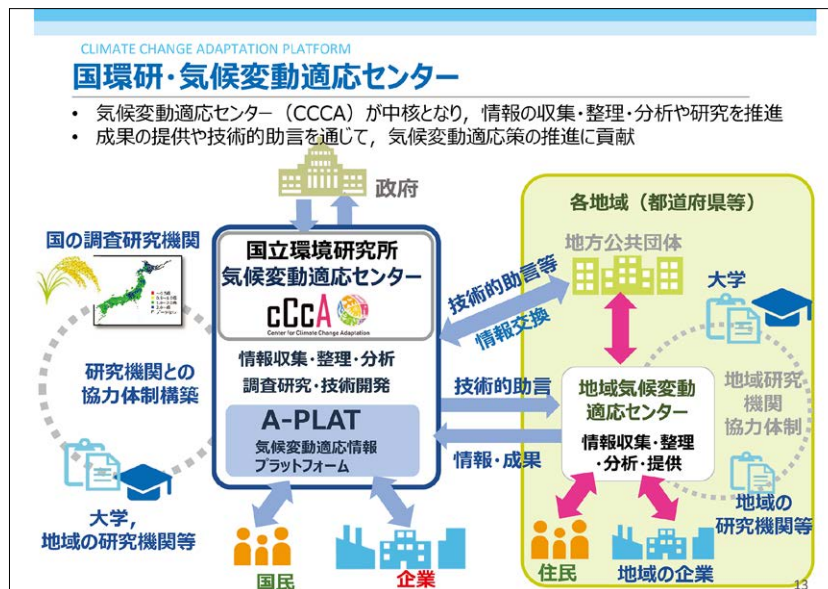 CLIMATE CHANGE ADAPTATION PLATFORM
国環研・気候変動適応センター
• 気候変動適応センター（CCCA）が中核となり，情報の収集・整理・分析や研究を推進
• 成果の提供や技術的助言を通じて，気候変動適応策の推進に貢献
政府
国の調査研究機関
国立環境研究所
気候変動適応センター
CCCA
Center for Climate Change Adaptation
情報収集・整理・分析
調査研究・技術開発
A-PLAT
気候変動適応情報
プラットフォーム
研究機関との
協力体制構築
大学，
地域の研究機関等
国民
企業
技術的助言等
情報交換
技術的助言
情報・成果
各地域（都道府県等）
地方公共団体
大学
地域気候変動
適応センター
情報収集・整理
・分析・提供
地域研究
機関
協力体制
地域の
研究機関等
住民
地域の企業
13